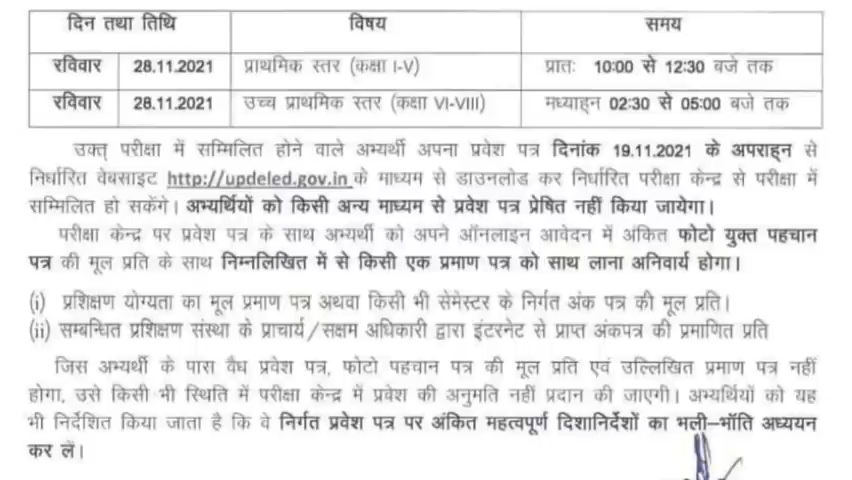 दिन तथा तिथि विषय समय
रविवार 28.11.2021 प्राथमिक स्तर (कक्षा I-V) प्रातः 10:00 से 12:30 बजे तक
रविवार 28.11.2021 उच्च प्राथमिक स्तर (कक्षा VI-VIII) मध्याह्न 02:30 से 05:00 बजे तक
उक्त् परीक्षा में सम्मिलित होने वाले अभ्यर्थी अपना प्रवेश पत्र दिनांक 19.11.2021 के अपराह्न से
निर्धारित वेबसाइट http://updeled.gov.in के माध्यम से डाउनलोड कर निर्धारित परीक्षा केन्द्र से परीक्षा में
सम्मिलित हो सकेंगे। अभ्यर्थियों को किसी अन्य माध्यम से प्रवेश पत्र प्रेषित नहीं किया जायेगा।
परीक्षा केन्द्र पर प्रवेश पत्र के साथ अभ्यर्थी को अपने ऑनलाइन आवेदन में अंकित फोटो युक्त पहचान
पत्र की मूल प्रति के साथ निम्नलिखित में से किसी एक प्रमाण पत्र को साथ लाना अनिवार्य होगा।
(i) प्रशिक्षण योग्यता का मूल प्रमाण पत्र अथवा किसी भी सेमेस्टर के निर्गत अंक पत्र की मूल प्रति।
(ii) सम्बन्धित प्रशिक्षण संस्था के प्राचार्य/सक्षम अधिकारी द्वारा इंटरनेट से प्राप्त अंकपत्र की प्रमाणित प्रति
जिस अभ्यर्थी के पारा वैध प्रवेश पत्र, फोटो पहचान पत्र की मूल प्रति एवं उल्लिखित प्रमाण पत्र नहीं
होगा, उसे किसी भी स्थिति में परीक्षा केन्द्र में प्रवेश की अनुमति नहीं प्रदान की जाएगी। अभ्यर्थियों को यह
भी निर्देशित किया जाता है कि वे निर्गत प्रवेश पत्र पर अंकित महत्वपूर्ण दिशानिर्देशों का भली–भॉति अध्ययन
कर लें।